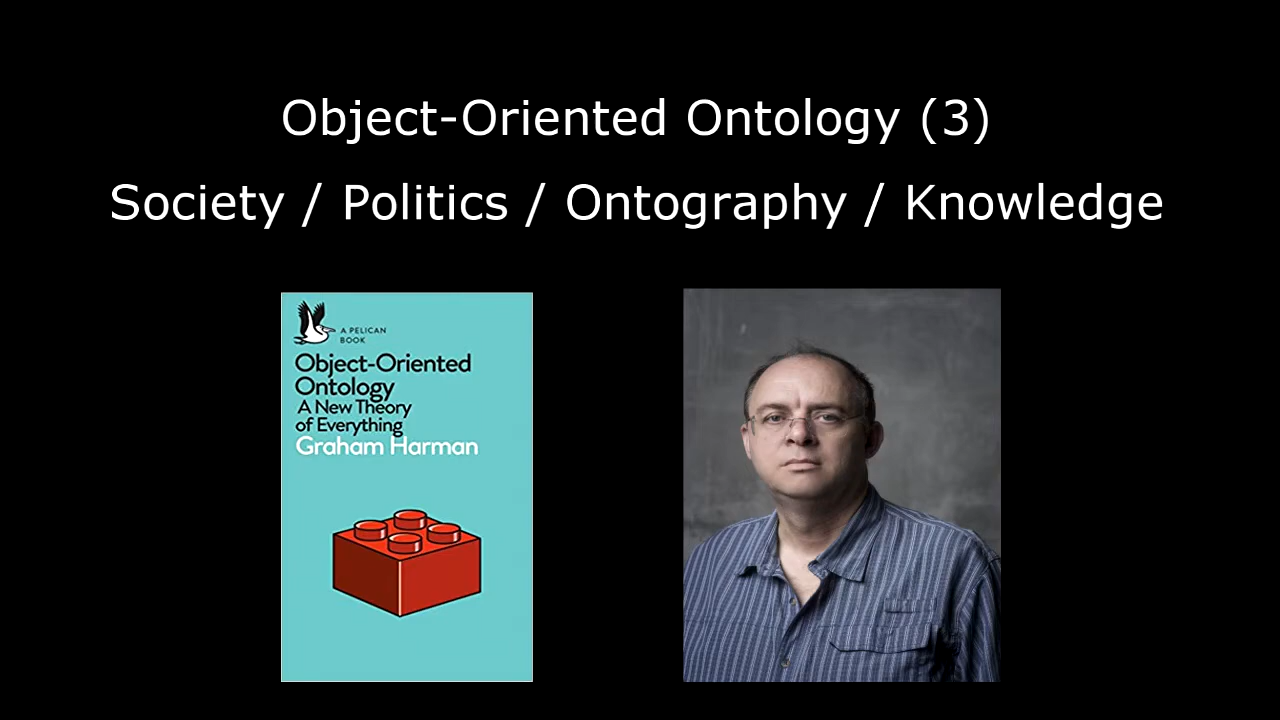 Object-Oriented Ontology (3)
Society / Politics / Ontography / Knowledge
A PELICAN
BOOK
Object-Oriented
Ontology
A New Theory
of Everything
Graham Harman